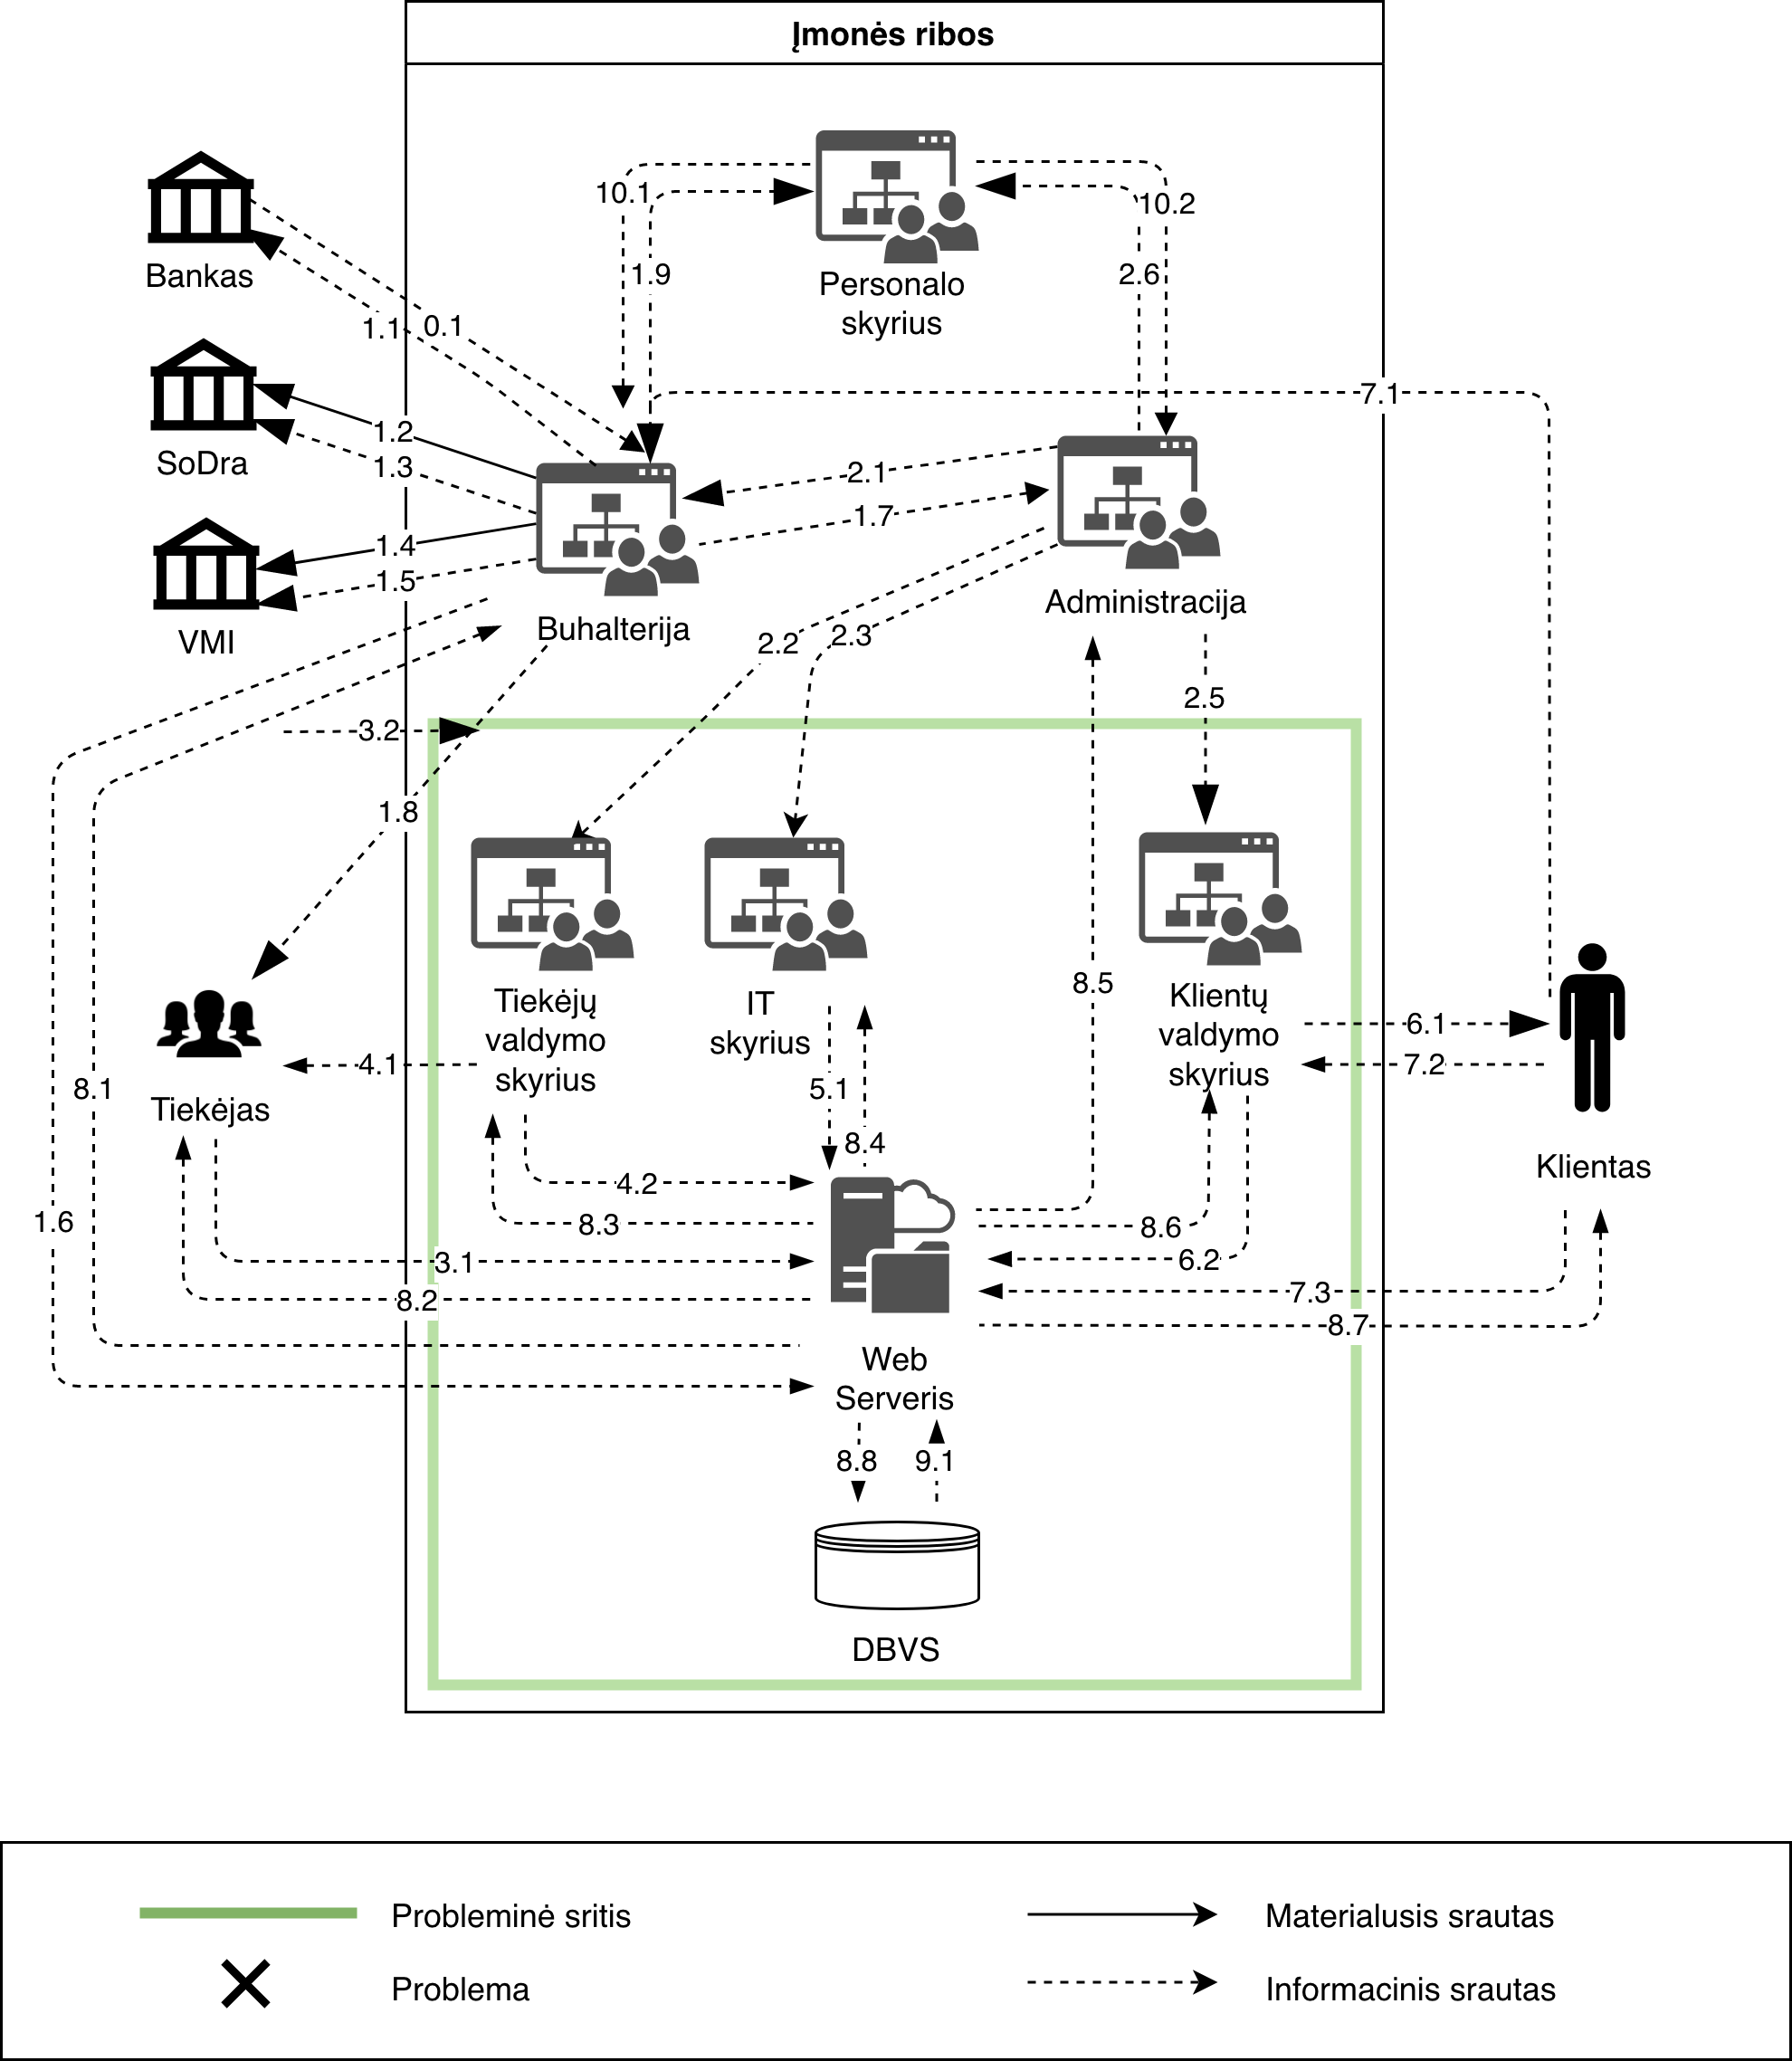 Įmonės ribos
10.1
10.2
1.9
2.6
Bankas
Personalo
skyrius
1.1
0.1
7.1
1.2
SoDra
1.3
2.1
1.7
1.4
1.5
Administracija
VMI
Buhalterija
2.2
2.3
2.5
3.2
1.8
8.5
Tiekėjų
valdymo
skyrius
IT
skyrius
Klientų
valdymo
skyrius
6.1
7.2
4.1
8.1
5.1
Tiekėjas
8.4
Klientas
4.2
1.6
8.3
8.6
3.1
6.2
7.3
8.2
8.7
Web
Serveris
8.8
9.1
DBVS
Probleminė sritis
Materialusis srautas
Problema
Informacinis srautas